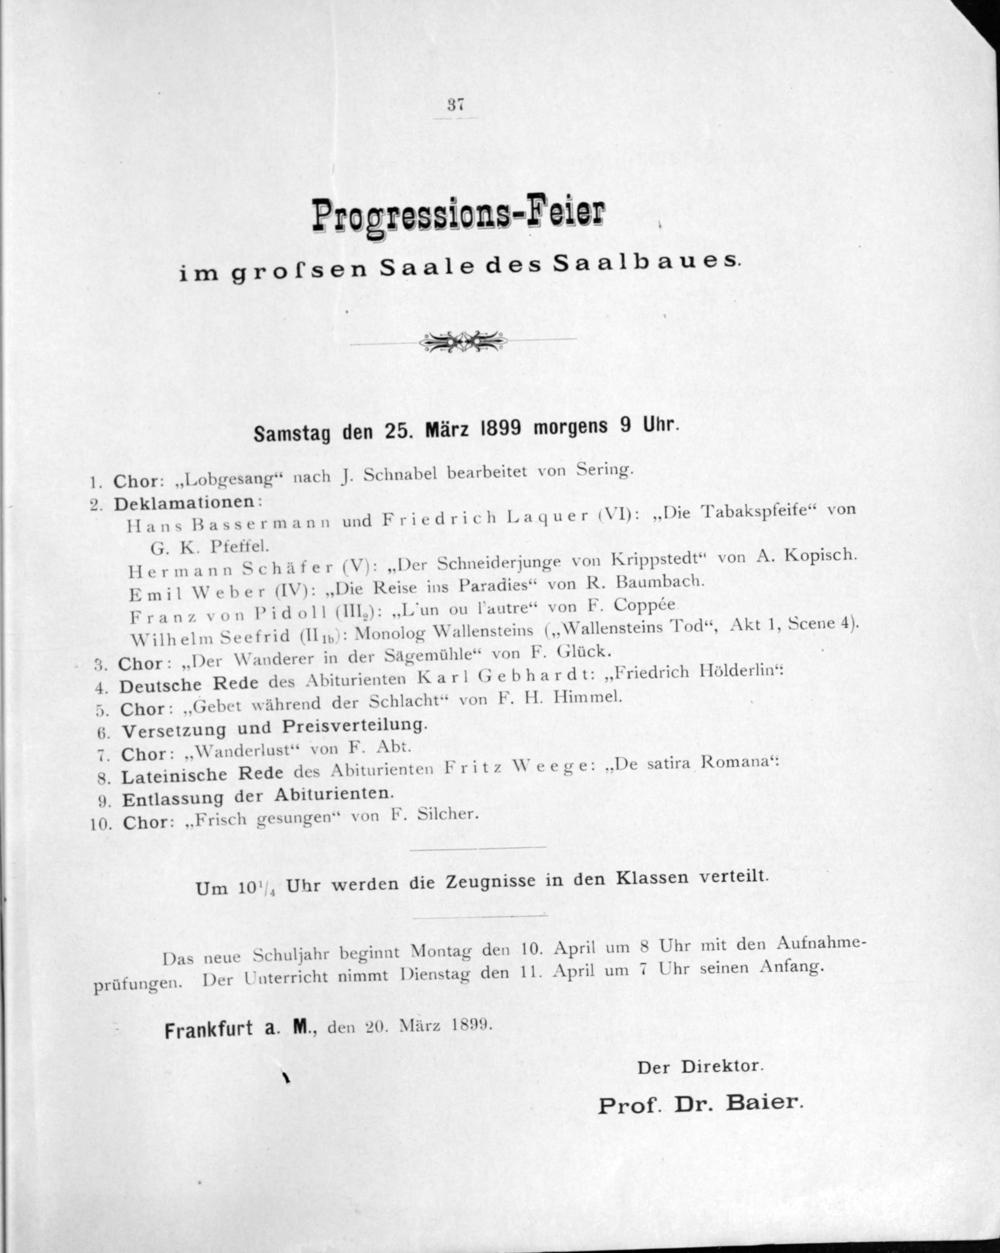 37
Progressions-Feier
im groſsen Saale des Saalbaues.
Samstag den 25. März 1899 morgens 9 Uhr.
1. Chor: „Lobgesang“ nach J. Schnabel bearbeitet von Sering.
2. Deklamationen:
Hans Bassermann und Friedrich Laquer (VI): „Die Tabakspfeife“ von
G. K. Pfeffel.
Hermann Schäfer (V): „Der Schneiderjunge von Krippstedt“ von A. Kopisch.
Emil Weber (IV): „Die Reise ins Paradies“ von R. Baumbach.
Franz von Pidoll (III₂): „L'un ou l'autre“ von F. Coppée
Wilhelm Seefrid (II1b): Monolog Wallensteins („Wallensteins Tod“, Akt 1, Scene 4).
3. Chor: „Der Wanderer in der Sägemühle“ von F. Glück.
4. Deutsche Rede des Abiturienten Karl Gebhardt: „Friedrich Hölderlin“.
5. Chor: „Gebet während der Schlacht“ von F. H. Himmel.
6. Versetzung und Preisverteilung.
7. Chor: „Wanderlust“ von F. Abt.
8. Lateinische Rede des Abiturienten Fritz Weege: „De satira Romana“.
9. Entlassung der Abiturienten.
10. Chor: „Frisch gesungen“ von F. Silcher.
Um 10¹/₄ Uhr werden die Zeugnisse in den Klassen verteilt.
Das neue Schuljahr beginnt Montag den 10. April um 8 Uhr mit den Aufnahme-
prüfungen. Der Unterricht nimmt Dienstag den 11. April um 7 Uhr seinen Anfang.
Frankfurt a. M., den 20. März 1899.
Der Direktor.
Prof. Dr. Baier.